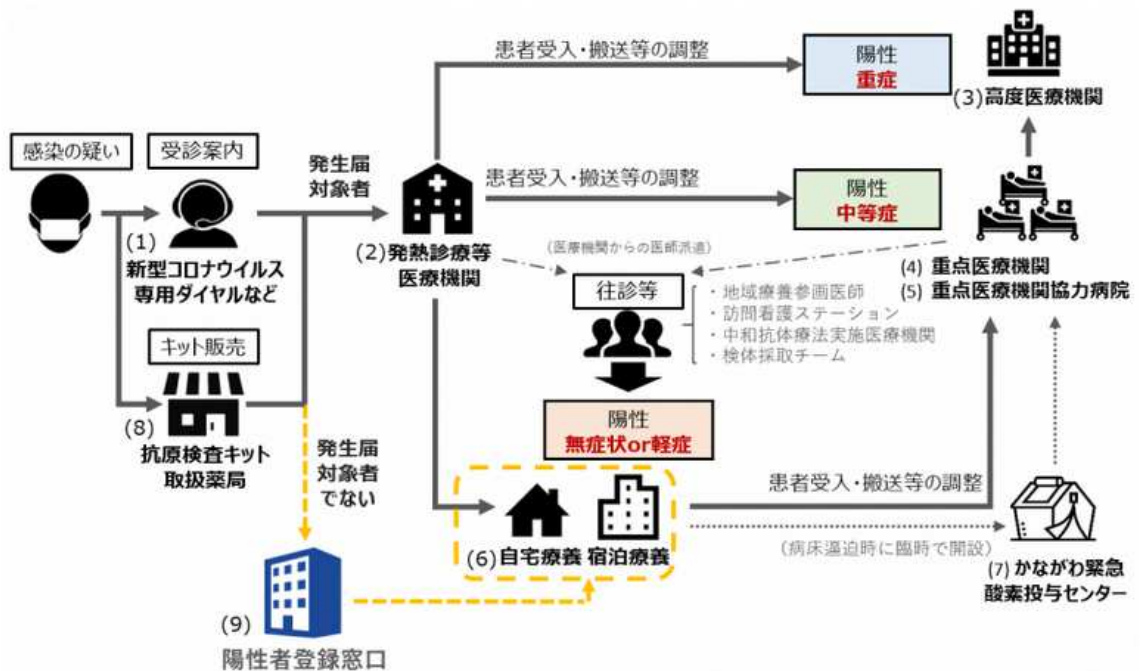 患者受入・搬送等の調整
陽性
重症
(3) 高度医療機関
感染の疑い
受診案内
発生届
対象者
患者受入・搬送等の調整
陽性
中等症
(1)
新型コロナウイルス
専用ダイヤルなど
(2) 発熱診療等
医療機関
(医療機関からの医師派遣)
往診等
・地域療養参画医師
・訪問看護ステーション
・中和抗体療法実施医療機関
・検体採取チーム
(4) 重点医療機関
(5) 重点医療機関協力病院
キット販売
(8)
抗原検査キット
取扱薬局
発生届
対象者
でない
陽性
無症状or軽症
患者受入・搬送等の調整
(6) 自宅療養 宿泊療養
(病床逼迫時に臨時で開設)
(7) かながわ緊急
酸素投与センター
(9)
陽性者登録窓口